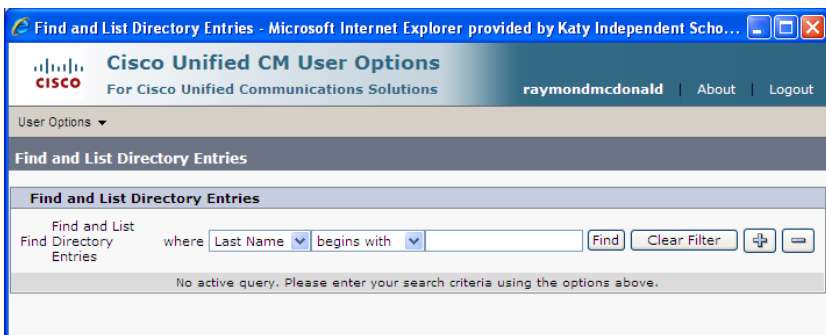 Find and List Directory Entries - Microsoft Internet Explorer provided by Katy Independent Scho...
CISCO
Cisco Unified CM User Options
For Cisco Unified Communications Solutions
raymondmcdonald | About | Logout
User Options
Find and List Directory Entries
Find and List Directory Entries
Find and List
Find Directory where Last Name begins with Find Clear Filter
Entries
No active query. Please enter your search criteria using the options above.